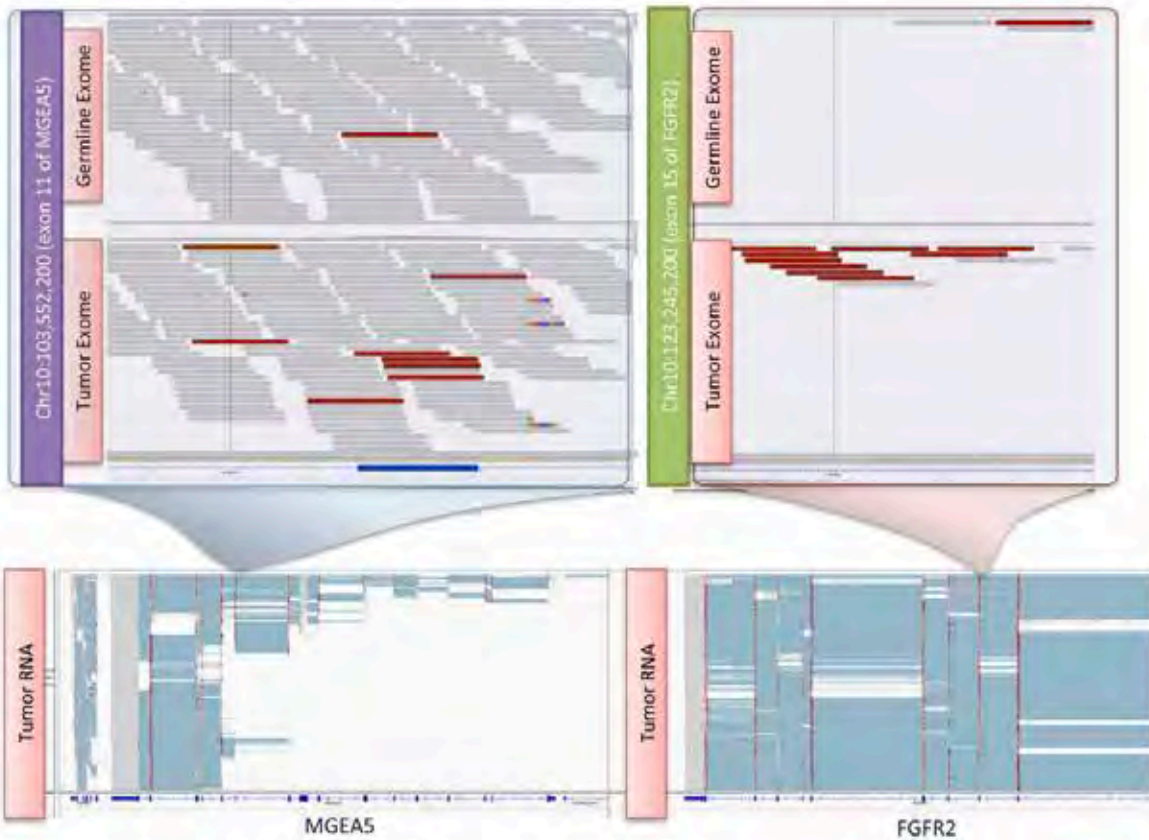 Chr10:103,552,200 (exon 11 of MGEA5)
Germline Exome
Tumor Exome
Chr10:123,245,200 (exon 15 of FGFR2)
Germline Exome
Tumor Exome
Tumor RNA
Tumor RNA
MGEA5
FGFR2